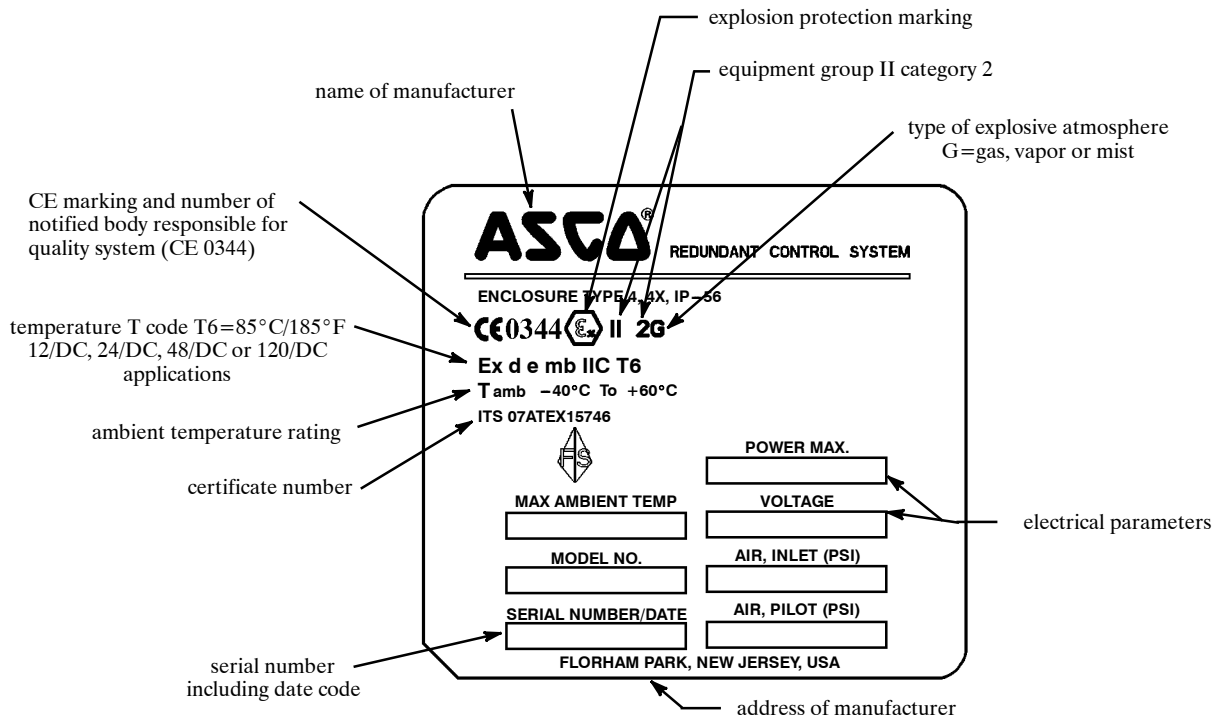 explosion protection marking
equipment group II category 2
name of manufacturer
type of explosive atmosphere
G=gas, vapor or mist
CE marking and number of
notified body responsible for
quality system (CE 0344)
ASCO®
REDUNDANT CONTROL SYSTEM
ENCLOSURE TYPE 4, 4X, IP-56
CE 0344 Ex II 2G
temperature T code T6=85°C/185°F
12/DC, 24/DC, 48/DC or 120/DC
applications
Ex d e mb IIC T6
Tamb -40°C To +60°C
ambient temperature rating
ITS 07ATEX15746
FS
certificate number
POWER MAX.
MAX AMBIENT TEMP
VOLTAGE
electrical parameters
MODEL NO.
AIR, INLET (PSI)
SERIAL NUMBER/DATE
AIR, PILOT (PSI)
serial number
including date code
FLORHAM PARK, NEW JERSEY, USA
address of manufacturer